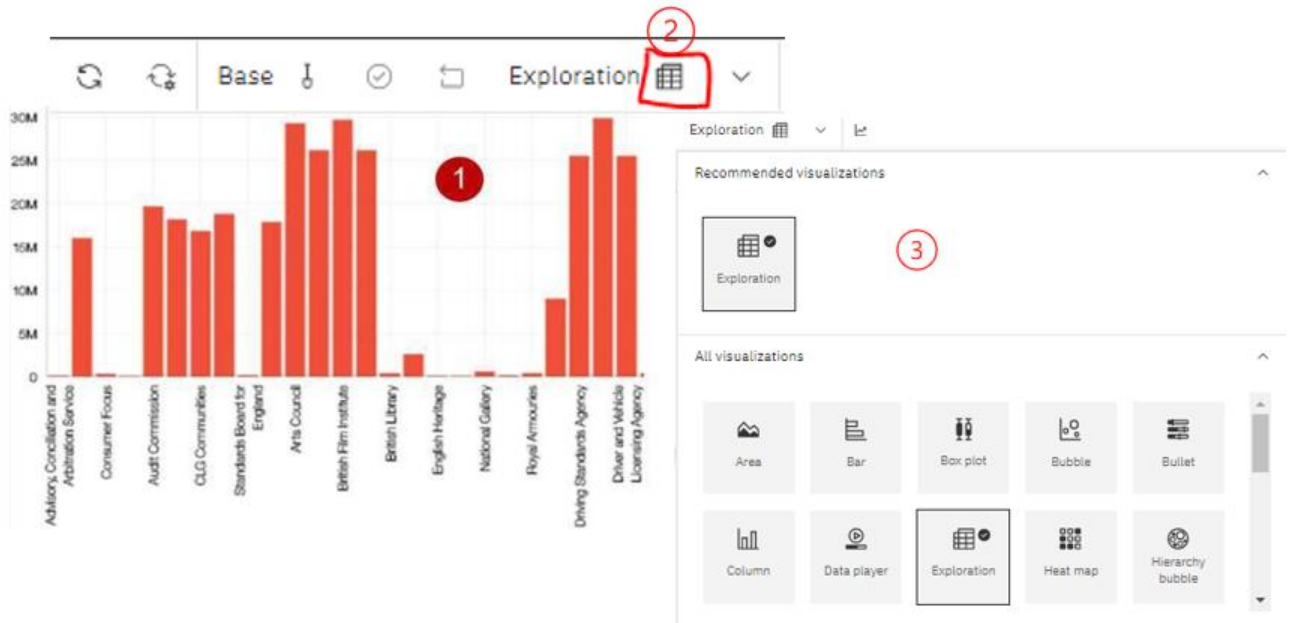 2
Base
Exploration
30M
25M
20M
15M
10M
5M
0
1
Advisory, Conciliation and
Arbitration Service
Consumer Focus
Audit Commission
CLG Communities
Standards Board for
England
Arts Council
British Film Institute
British Library
English Heritage
National Gallery
Royal Armouries
Driving Standards Agency
Driver and Vehicle
Licensing Agency
Exploration
Recommended visualizations
3
Exploration
All visualizations
Area
Bar
Box plot
Bubble
Bullet
Column
Data player
Exploration
Heat map
Hierarchy
bubble